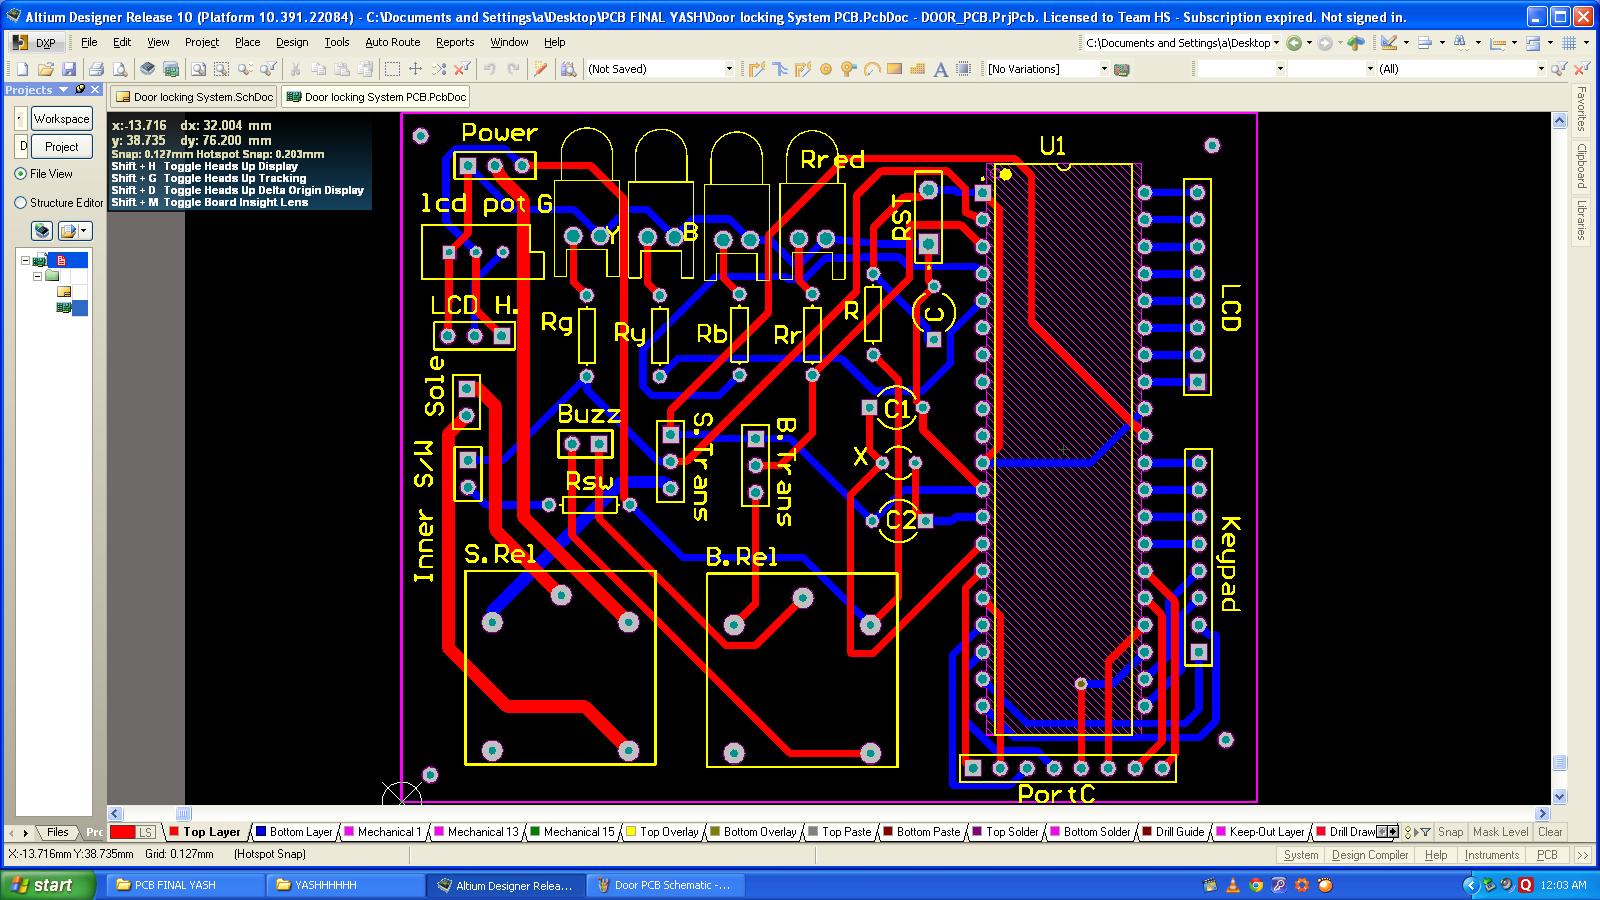 Altium Designer Release 10 (Platform 10.391.22084) - C:\Documents and Settings\a\Desktop\PCB FINAL YASH\Door locking System PCB.PcbDoc - DOOR_PCB.PrjPcb. Licensed to Team HS - Subscription expired. Not signed in.
DXP File Edit View Project Place Design Tools Auto Route Reports Window Help C:\Documents and Settings\a\Desktop
(Not Saved) [No Variations] (All)
Projects
Door locking System.SchDoc Door locking System PCB.PcbDoc
Workspace
Project
File View
Structure Editor
x:-13.716 dx: 32.004 mm
y: 38.735 dy: 76.200 mm
Snap: 0.127mm Hotspot Snap: 0.203mm
Shift + H Toggle Heads Up Display
Shift + G Toggle Heads Up Tracking
Shift + D Toggle Heads Up Delta Origin Display
Shift + M Toggle Board Insight Lens
Favorites
Clipboard
Libraries
Power
Rred
U1
lcd pot G
Y
B
RST
LCD H.
Rg
Ry
Rb
Rr
R
C
LCD
Sole
Buzz
S.Trans
B.Trans
C1
X
Inner S/W
Rsw
C2
Keypad
S.Rel
B.Rel
PortC
Files Prc
LS Top Layer Bottom Layer Mechanical 1 Mechanical 13 Mechanical 15 Top Overlay Bottom Overlay Top Paste Bottom Paste Top Solder Bottom Solder Drill Guide Keep-Out Layer Drill Draw Snap Mask Level Clear
X:-13.716mm Y:38.735mm Grid: 0.127mm (Hotspot Snap) System Design Compiler Help Instruments PCB >>
start PCB FINAL YASH YASHHHHHH Altium Designer Relea... Door PCB Schematic -... 12:03 AM